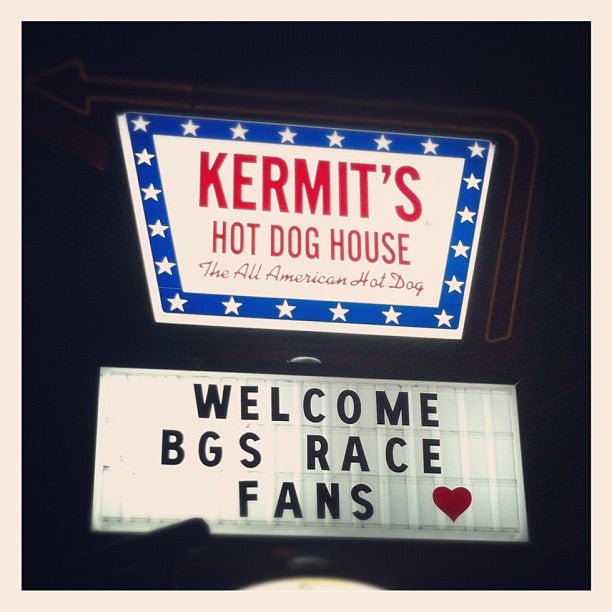 KERMIT'S
HOT DOG HOUSE
The All American Hot Dog
WELCOME
BGS RACE
FANS